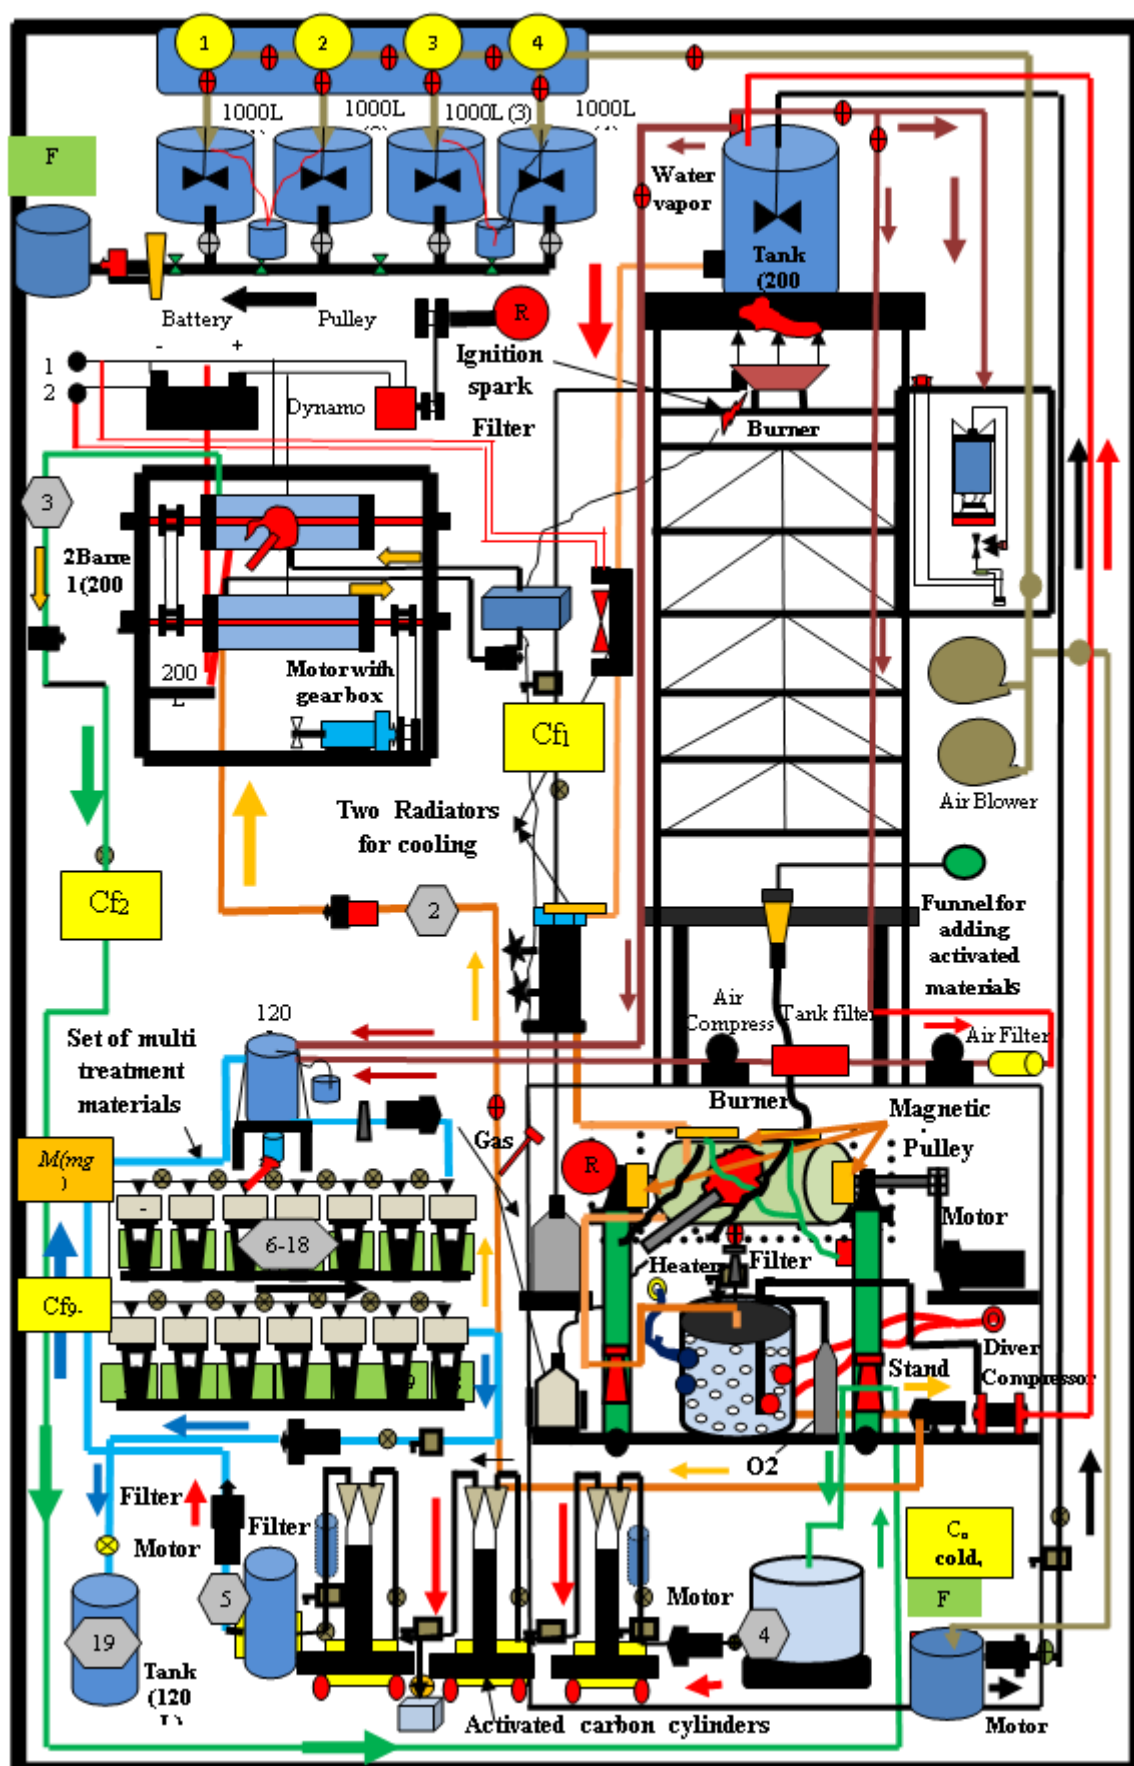 1
2
3
4
1000L
1000L
1000L (3)
1000L
F
Water
vapor
Tank
(200
Battery
Pulley
R
- +
Ignition
spark
1
2
Dynamo
Filter
Burner
3
2Barre
l (200
200
L
Motor with
gear box
Cf1
Air Blower
Two Radiators
for cooling
Cf2
2
Funnel for
adding
activated
materials
120
Air
Compress
Tank filter
Air Filter
Set of multi
treatment
materials
Burner
Magnetic
Gas
Pulley
R
M(mg
)
-
Motor
6-18
Heater
Filter
Cf9-
9
Diver
Compressor
Stand
O2
Filter
Filter
Motor
Motor
cold,
F
5
4
19
Tank
(120
L)
Activated carbon cylinders
Motor